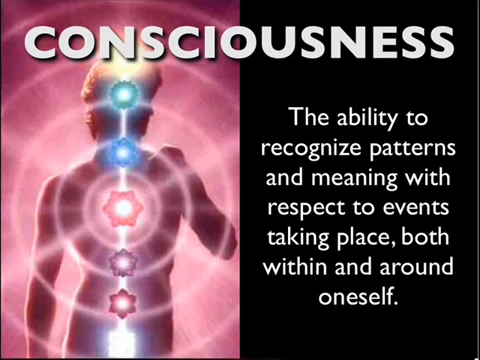 CONSCIOUSNESS
The ability to
recognize patterns
and meaning with
respect to events
taking place, both
within and around
oneself.